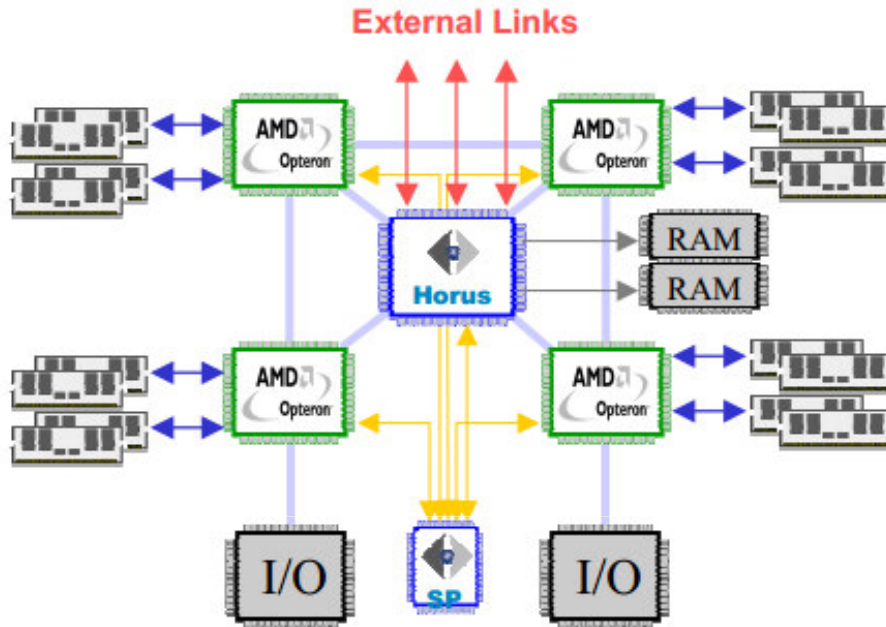 External Links
AMD
Opteron
AMD
Opteron
RAM
Horus
RAM
AMD
Opteron
AMD
Opteron
I/O
SP
I/O